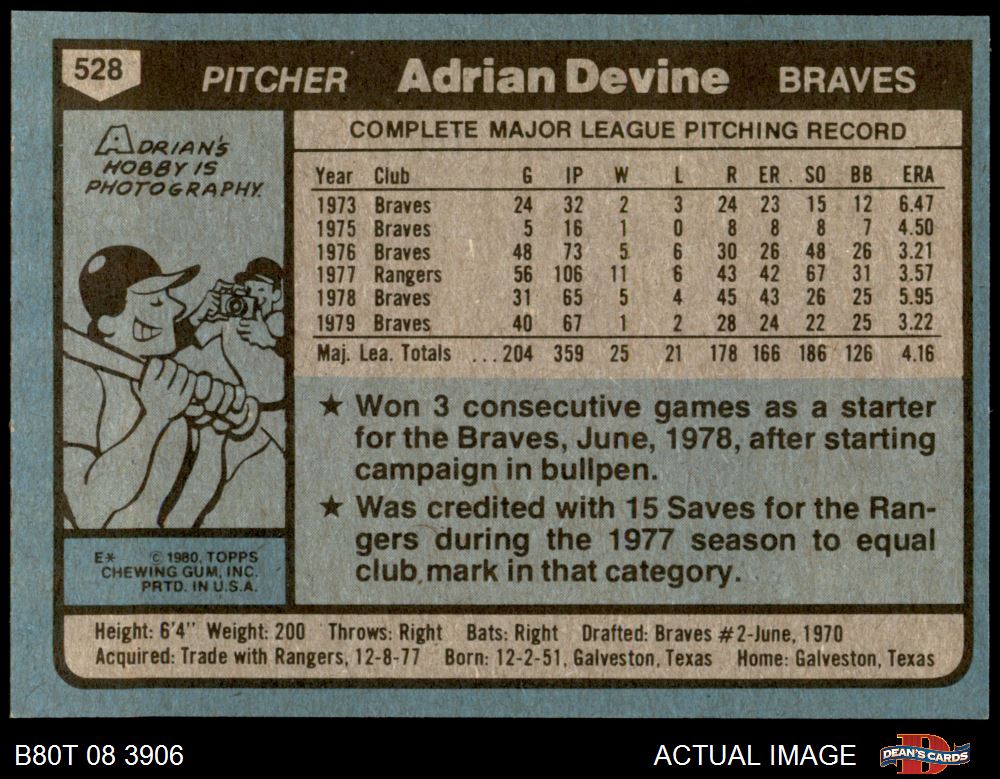 528 PITCHER Adrian Devine BRAVES
ADRIAN'S
HOBBY IS
PHOTOGRAPHY.
COMPLETE MAJOR LEAGUE PITCHING RECORD
Year Club G IP W L R ER SO BB ERA
1973 Braves 24 32 2 3 24 23 15 12 6.47
1975 Braves 5 16 1 0 8 8 8 7 4.50
1976 Braves 48 73 5 6 30 26 48 26 3.21
1977 Rangers 56 106 11 6 43 42 67 31 3.57
1978 Braves 31 65 5 4 45 43 26 25 5.95
1979 Braves 40 67 1 2 28 24 22 25 3.22
Maj. Lea. Totals ... 204 359 25 21 178 166 186 126 4.16
★ Won 3 consecutive games as a starter
for the Braves, June, 1978, after starting
campaign in bullpen.
★ Was credited with 15 Saves for the Ran-
gers during the 1977 season to equal
club mark in that category.
E* © 1980, TOPPS
CHEWING GUM, INC.
PRTD. IN U.S.A.
Height: 6'4" Weight: 200 Throws: Right Bats: Right Drafted: Braves #2-June, 1970
Acquired: Trade with Rangers, 12-8-77 Born: 12-2-51, Galveston, Texas Home: Galveston, Texas
B80T 08 3906 ACTUAL IMAGE D DEAN'S CARDS